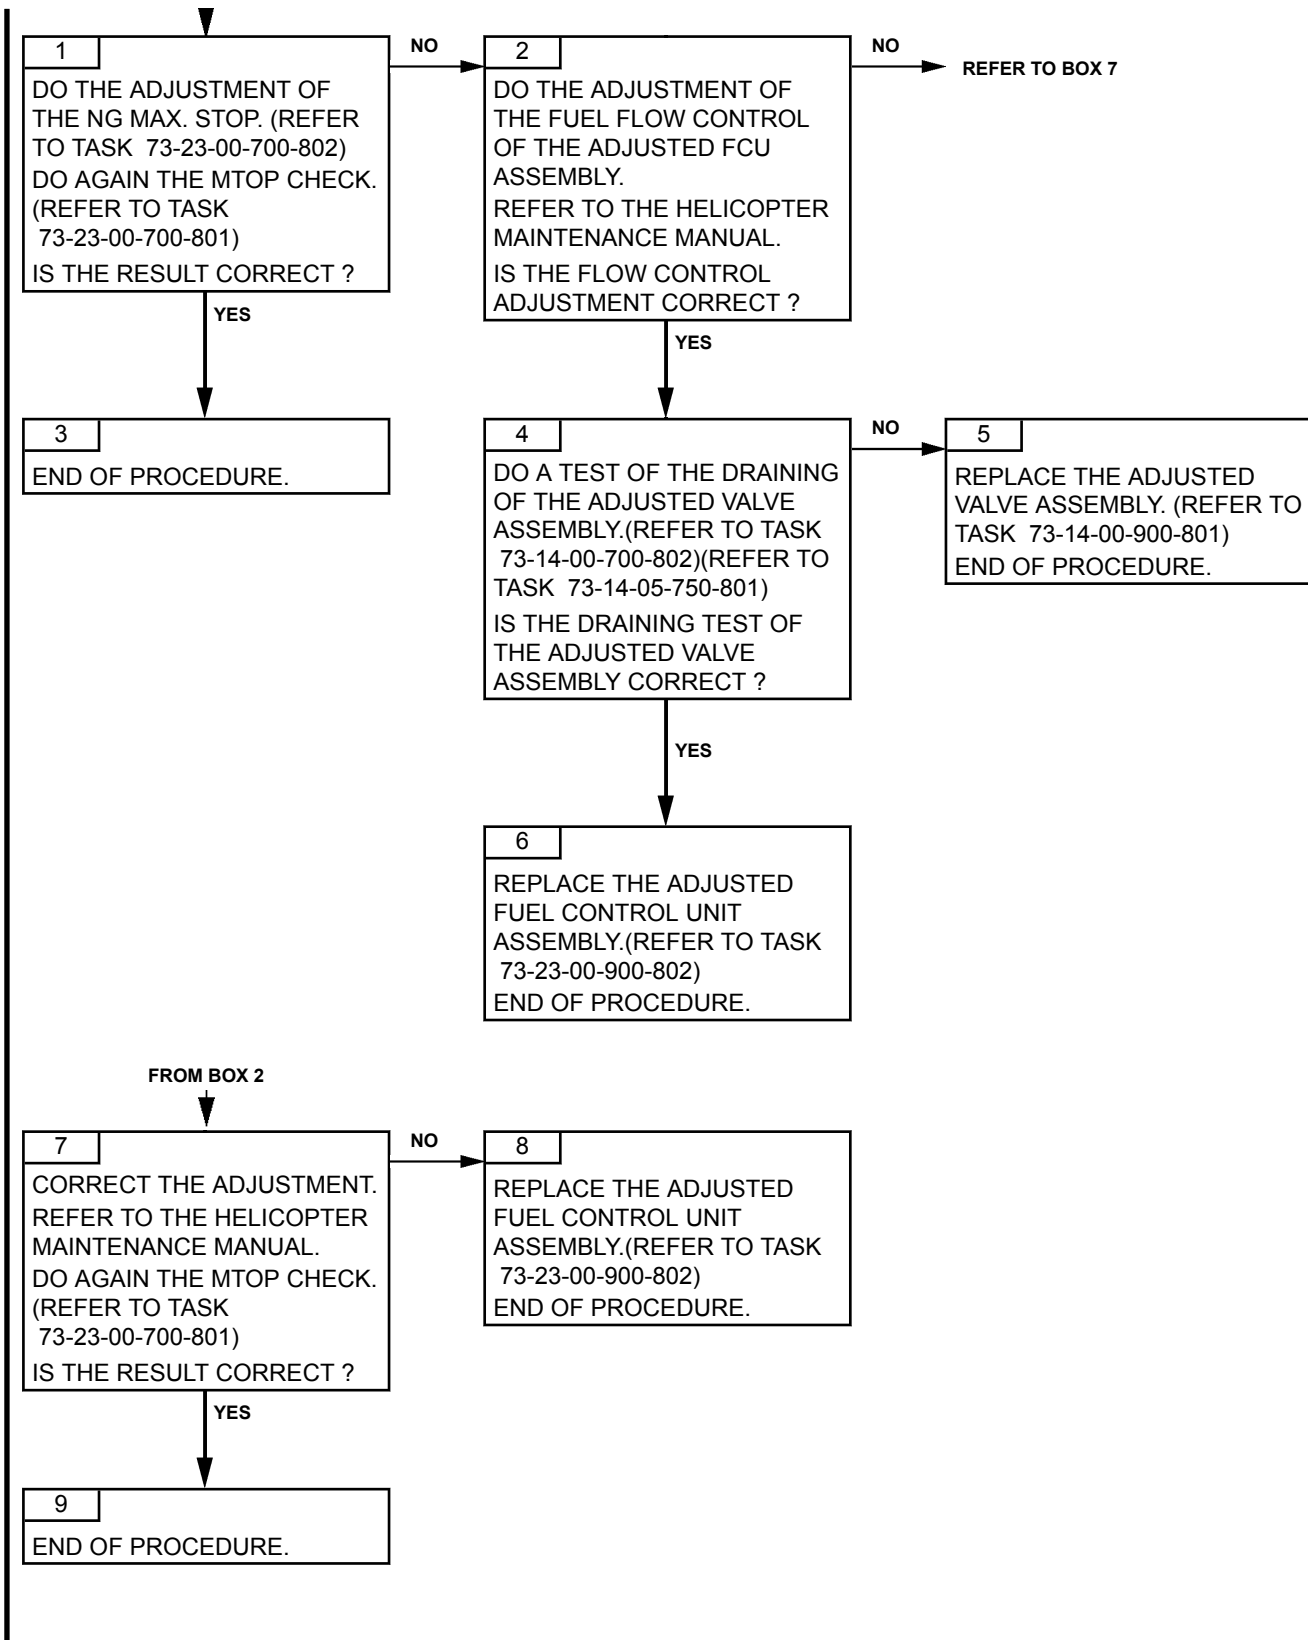 1
DO THE ADJUSTMENT OF
THE NG MAX. STOP. (REFER
TO TASK 73-23-00-700-802)
DO AGAIN THE MTOP CHECK.
(REFER TO TASK
73-23-00-700-801)
IS THE RESULT CORRECT ?
NO
YES
2
DO THE ADJUSTMENT OF
THE FUEL FLOW CONTROL
OF THE ADJUSTED FCU
ASSEMBLY.
REFER TO THE HELICOPTER
MAINTENANCE MANUAL.
IS THE FLOW CONTROL
ADJUSTMENT CORRECT ?
NO
REFER TO BOX 7
YES
3
END OF PROCEDURE.
4
DO A TEST OF THE DRAINING
OF THE ADJUSTED VALVE
ASSEMBLY.(REFER TO TASK
73-14-00-700-802)(REFER TO
TASK 73-14-05-750-801)
IS THE DRAINING TEST OF
THE ADJUSTED VALVE
ASSEMBLY CORRECT ?
NO
YES
5
REPLACE THE ADJUSTED
VALVE ASSEMBLY. (REFER TO
TASK 73-14-00-900-801)
END OF PROCEDURE.
6
REPLACE THE ADJUSTED
FUEL CONTROL UNIT
ASSEMBLY.(REFER TO TASK
73-23-00-900-802)
END OF PROCEDURE.
FROM BOX 2
7
CORRECT THE ADJUSTMENT.
REFER TO THE HELICOPTER
MAINTENANCE MANUAL.
DO AGAIN THE MTOP CHECK.
(REFER TO TASK
73-23-00-700-801)
IS THE RESULT CORRECT ?
NO
YES
8
REPLACE THE ADJUSTED
FUEL CONTROL UNIT
ASSEMBLY.(REFER TO TASK
73-23-00-900-802)
END OF PROCEDURE.
9
END OF PROCEDURE.